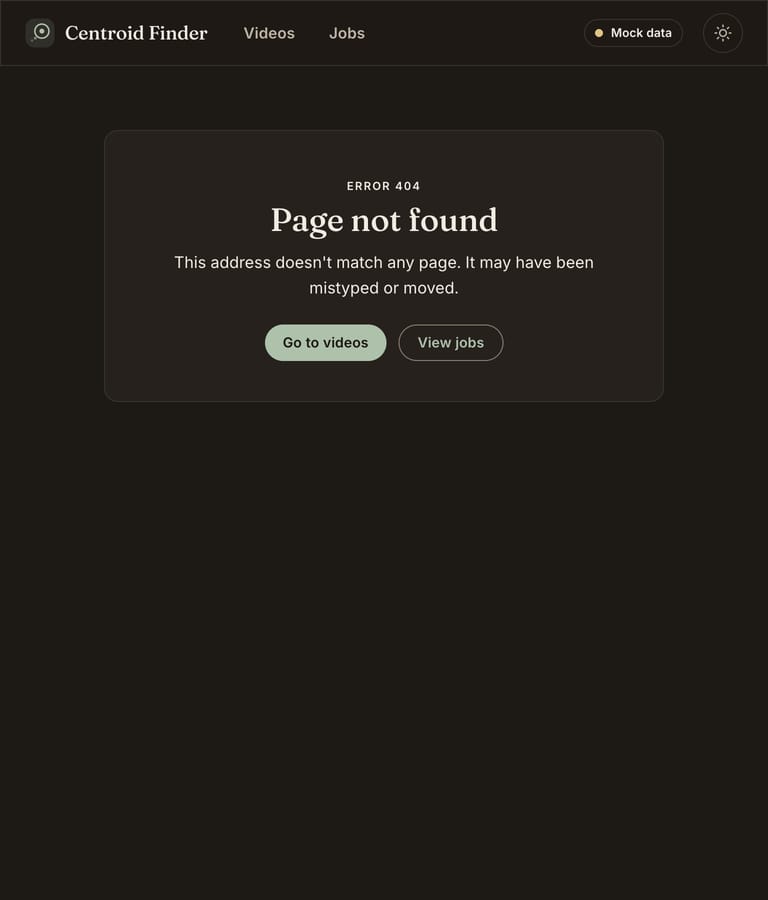 Centroid Finder
Videos
Jobs
Mock data
ERROR 404
Page not found
This address doesn't match any page. It may have been
mistyped or moved.
Go to videos
View jobs